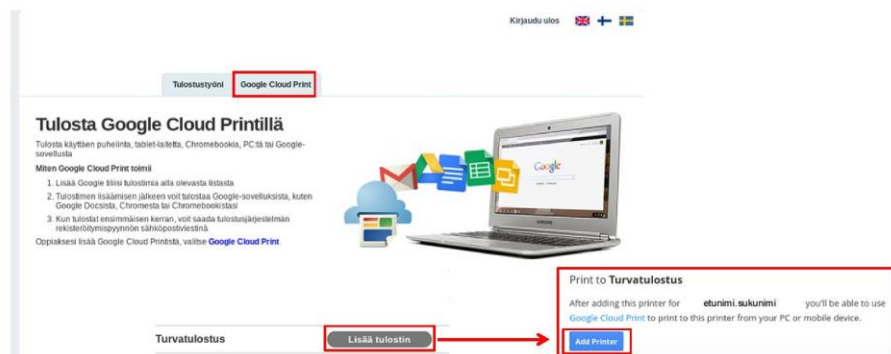 Kirjaudu ulos
Tulostustyöni Google Cloud Print
Tulosta Google Cloud Printillä
Tulosta käyttäen puhelinta, tablet-laitetta, Chromebookia, PC:tä tai Google-
sovellusta
Miten Google Cloud Print toimii
1. Lisää Google tiliisi tulostimia alla olevasta listasta
2. Tulostimen lisäämisen jälkeen voit tulostaa Google-sovelluksista, kuten
Google Docsista, Chromesta tai Chromebookistasi
3. Kun tulostat ensimmäisen kerran, voit saada tulostusjärjestelmän
rekisteröitymispyynnön sähköpostiviestinä
Oppiaksesi lisää Google Cloud Printistä, valitse Google Cloud Print
Google
SAMSUNG
Turvatulostus
Lisää tulostin
Print to Turvatulostus
After adding this printer for etunimi.sukunimi you'll be able to use
Google Cloud Print to print to this printer from your PC or mobile device.
Add Printer